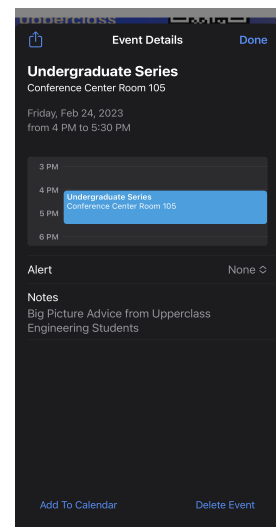 upperclass
Event Details
Done
Undergraduate Series
Conference Center Room 105
Friday, Feb 24, 2023
from 4 PM to 5:30 PM
3 PM
4 PM
Undergraduate Series
Conference Center Room 105
5 PM
6 PM
Alert
None
Notes
Big Picture Advice from Upperclass
Engineering Students
Add To Calendar
Delete Event